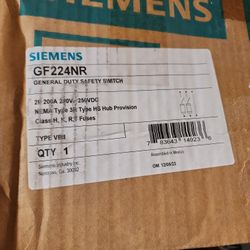 SIEMENS
SIEMENS
GF224NR
GENERAL DUTY SAFETY SWITCH
200A 240V- 250VDC
NEMA Type 3R Type HS Hub Provision
Class H, K, R, Fuses
TYPE VBII
QTY 1
Siemens Industry Inc.
Norcross, Ga. 30092
Assembled in Mexico